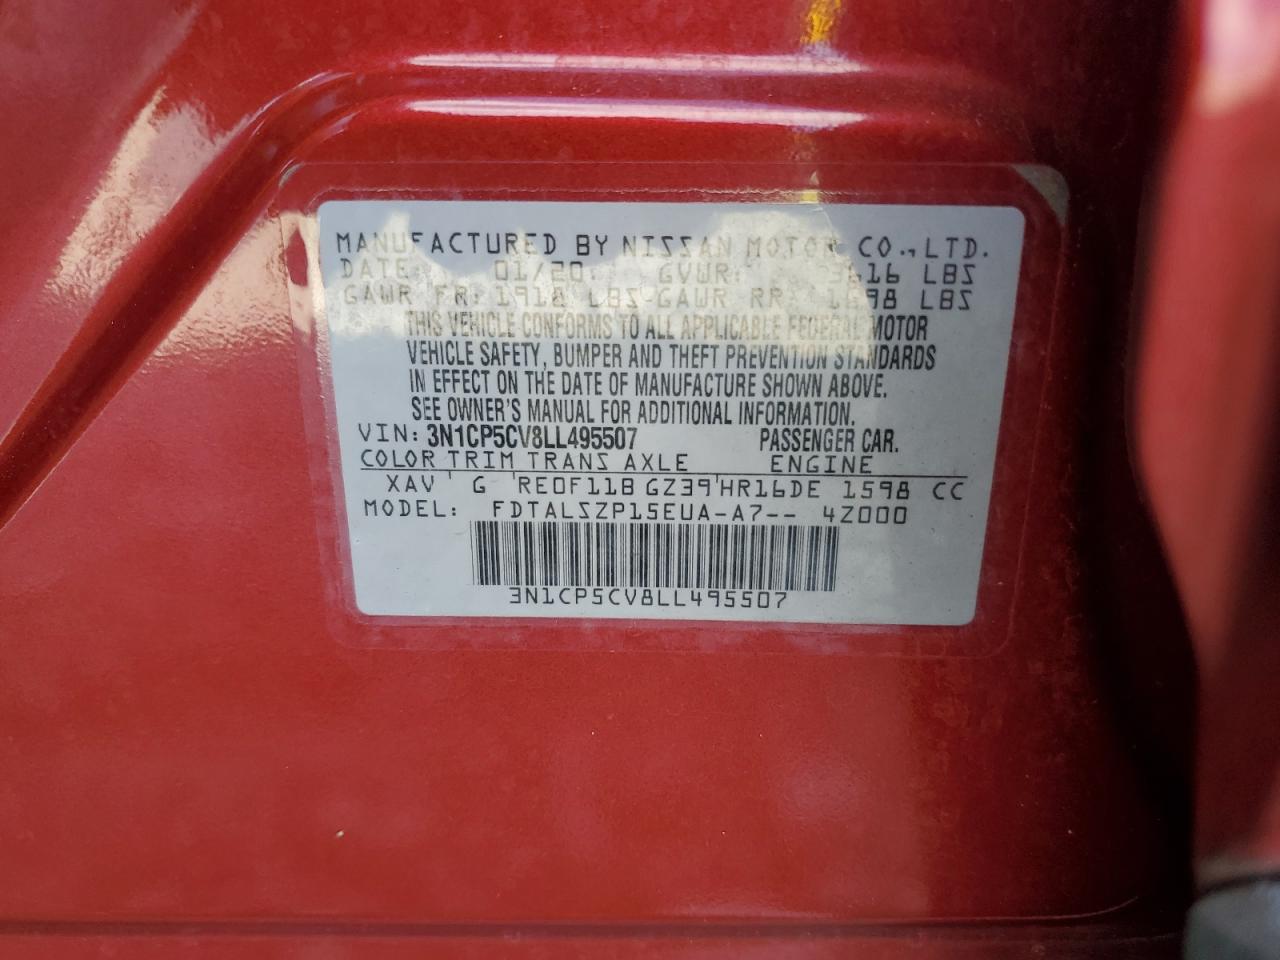 MANUFACTURED BY NISSAN MOTOR CO.,LTD.
DATE: 01/20 GVWR: 3616 LBS
GAWR FR: 1918 LBS GAWR RR 1698 LBS
THIS VEHICLE CONFORMS TO ALL APPLICABLE FEDERAL MOTOR
VEHICLE SAFETY, BUMPER AND THEFT PREVENTION STANDARDS
IN EFFECT ON THE DATE OF MANUFACTURE SHOWN ABOVE.
SEE OWNER'S MANUAL FOR ADDITIONAL INFORMATION.
VIN: 3N1CP5CV8LL495507 PASSENGER CAR.
COLOR TRIM TRANS AXLE ENGINE
XAV G RE0F11B GZ39 HR16DE 1598 CC
MODEL: FDTALSZP15EUA-A7-- 4Z000
3N1CP5CV8LL495507